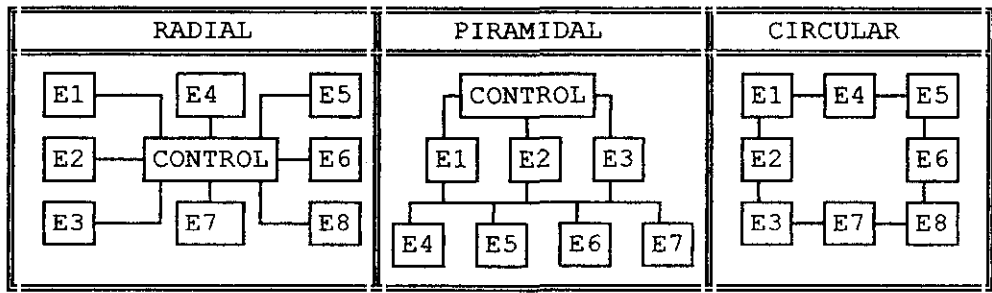 RADIAL
E1 E4 E5
E2 CONTROL E6
E3 E7 E8
PIRAMIDAL
CONTROL
E1 E2 E3
E4 E5 E6 E7
CIRCULAR
E1 E4 E5
E2 E6
E3 E7 E8